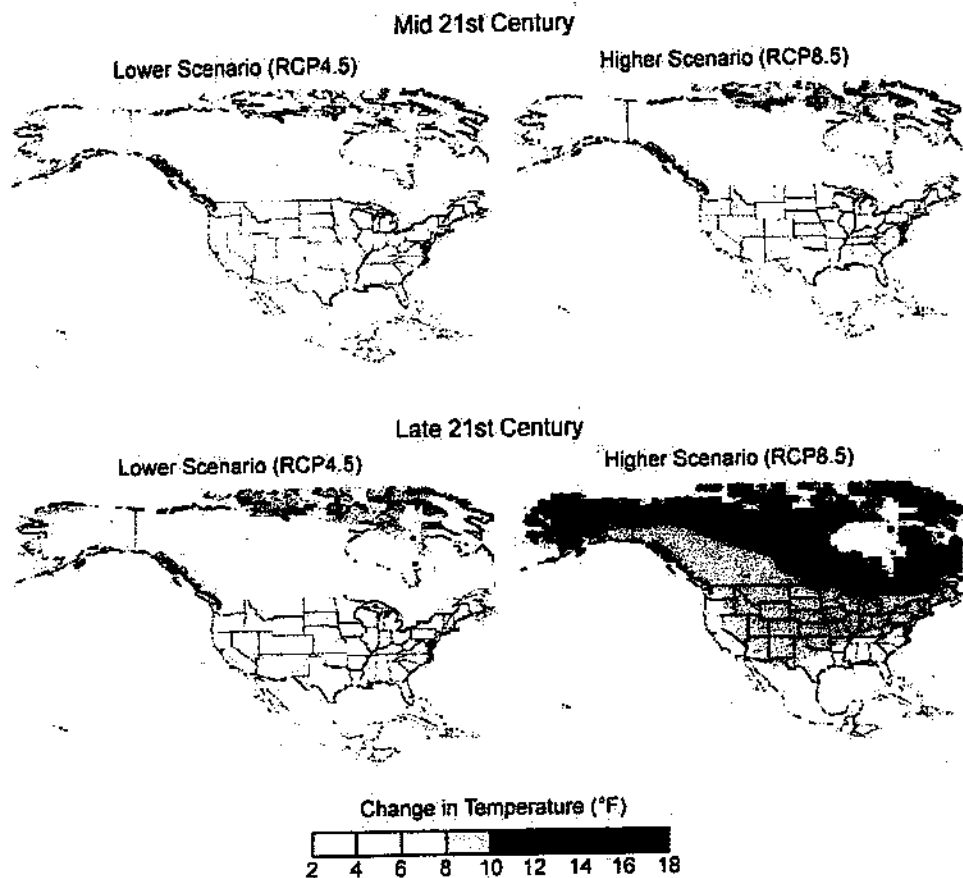 Mid 21st Century
Lower Scenario (RCP4.5)
Higher Scenario (RCP8.5)
Late 21st Century
Lower Scenario (RCP4.5)
Higher Scenario (RCP8.5)
Change in Temperature (°F)
2 4 6 8 10 12 14 16 18